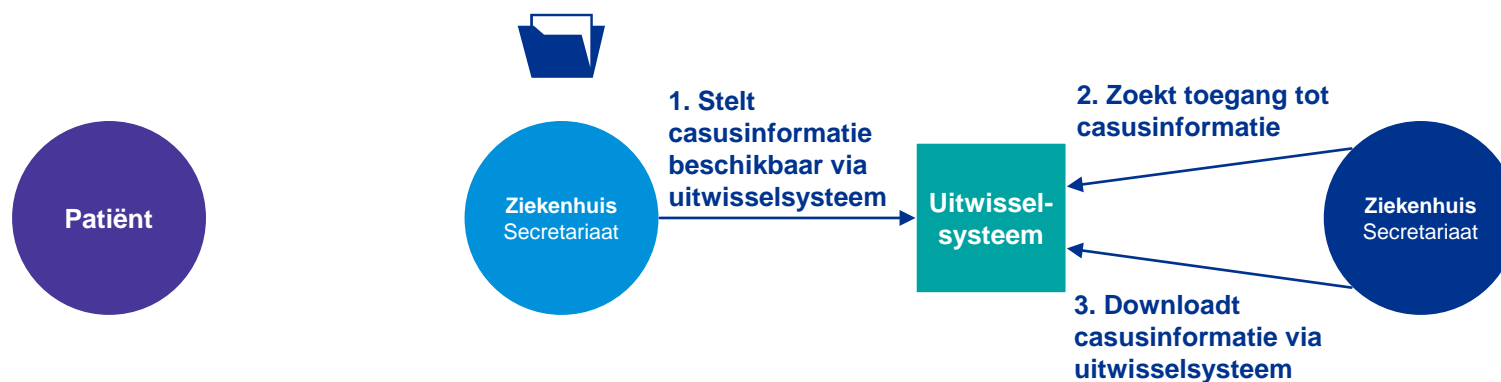 Patiënt
Ziekenhuis
Secretariaat
1. Stelt
casusinformatie
beschikbaar via
uitwisselsysteem
Uitwissel-
systeem
2. Zoekt toegang tot
casusinformatie
3. Downloadt
casusinformatie via
uitwisselsysteem
Ziekenhuis
Secretariaat